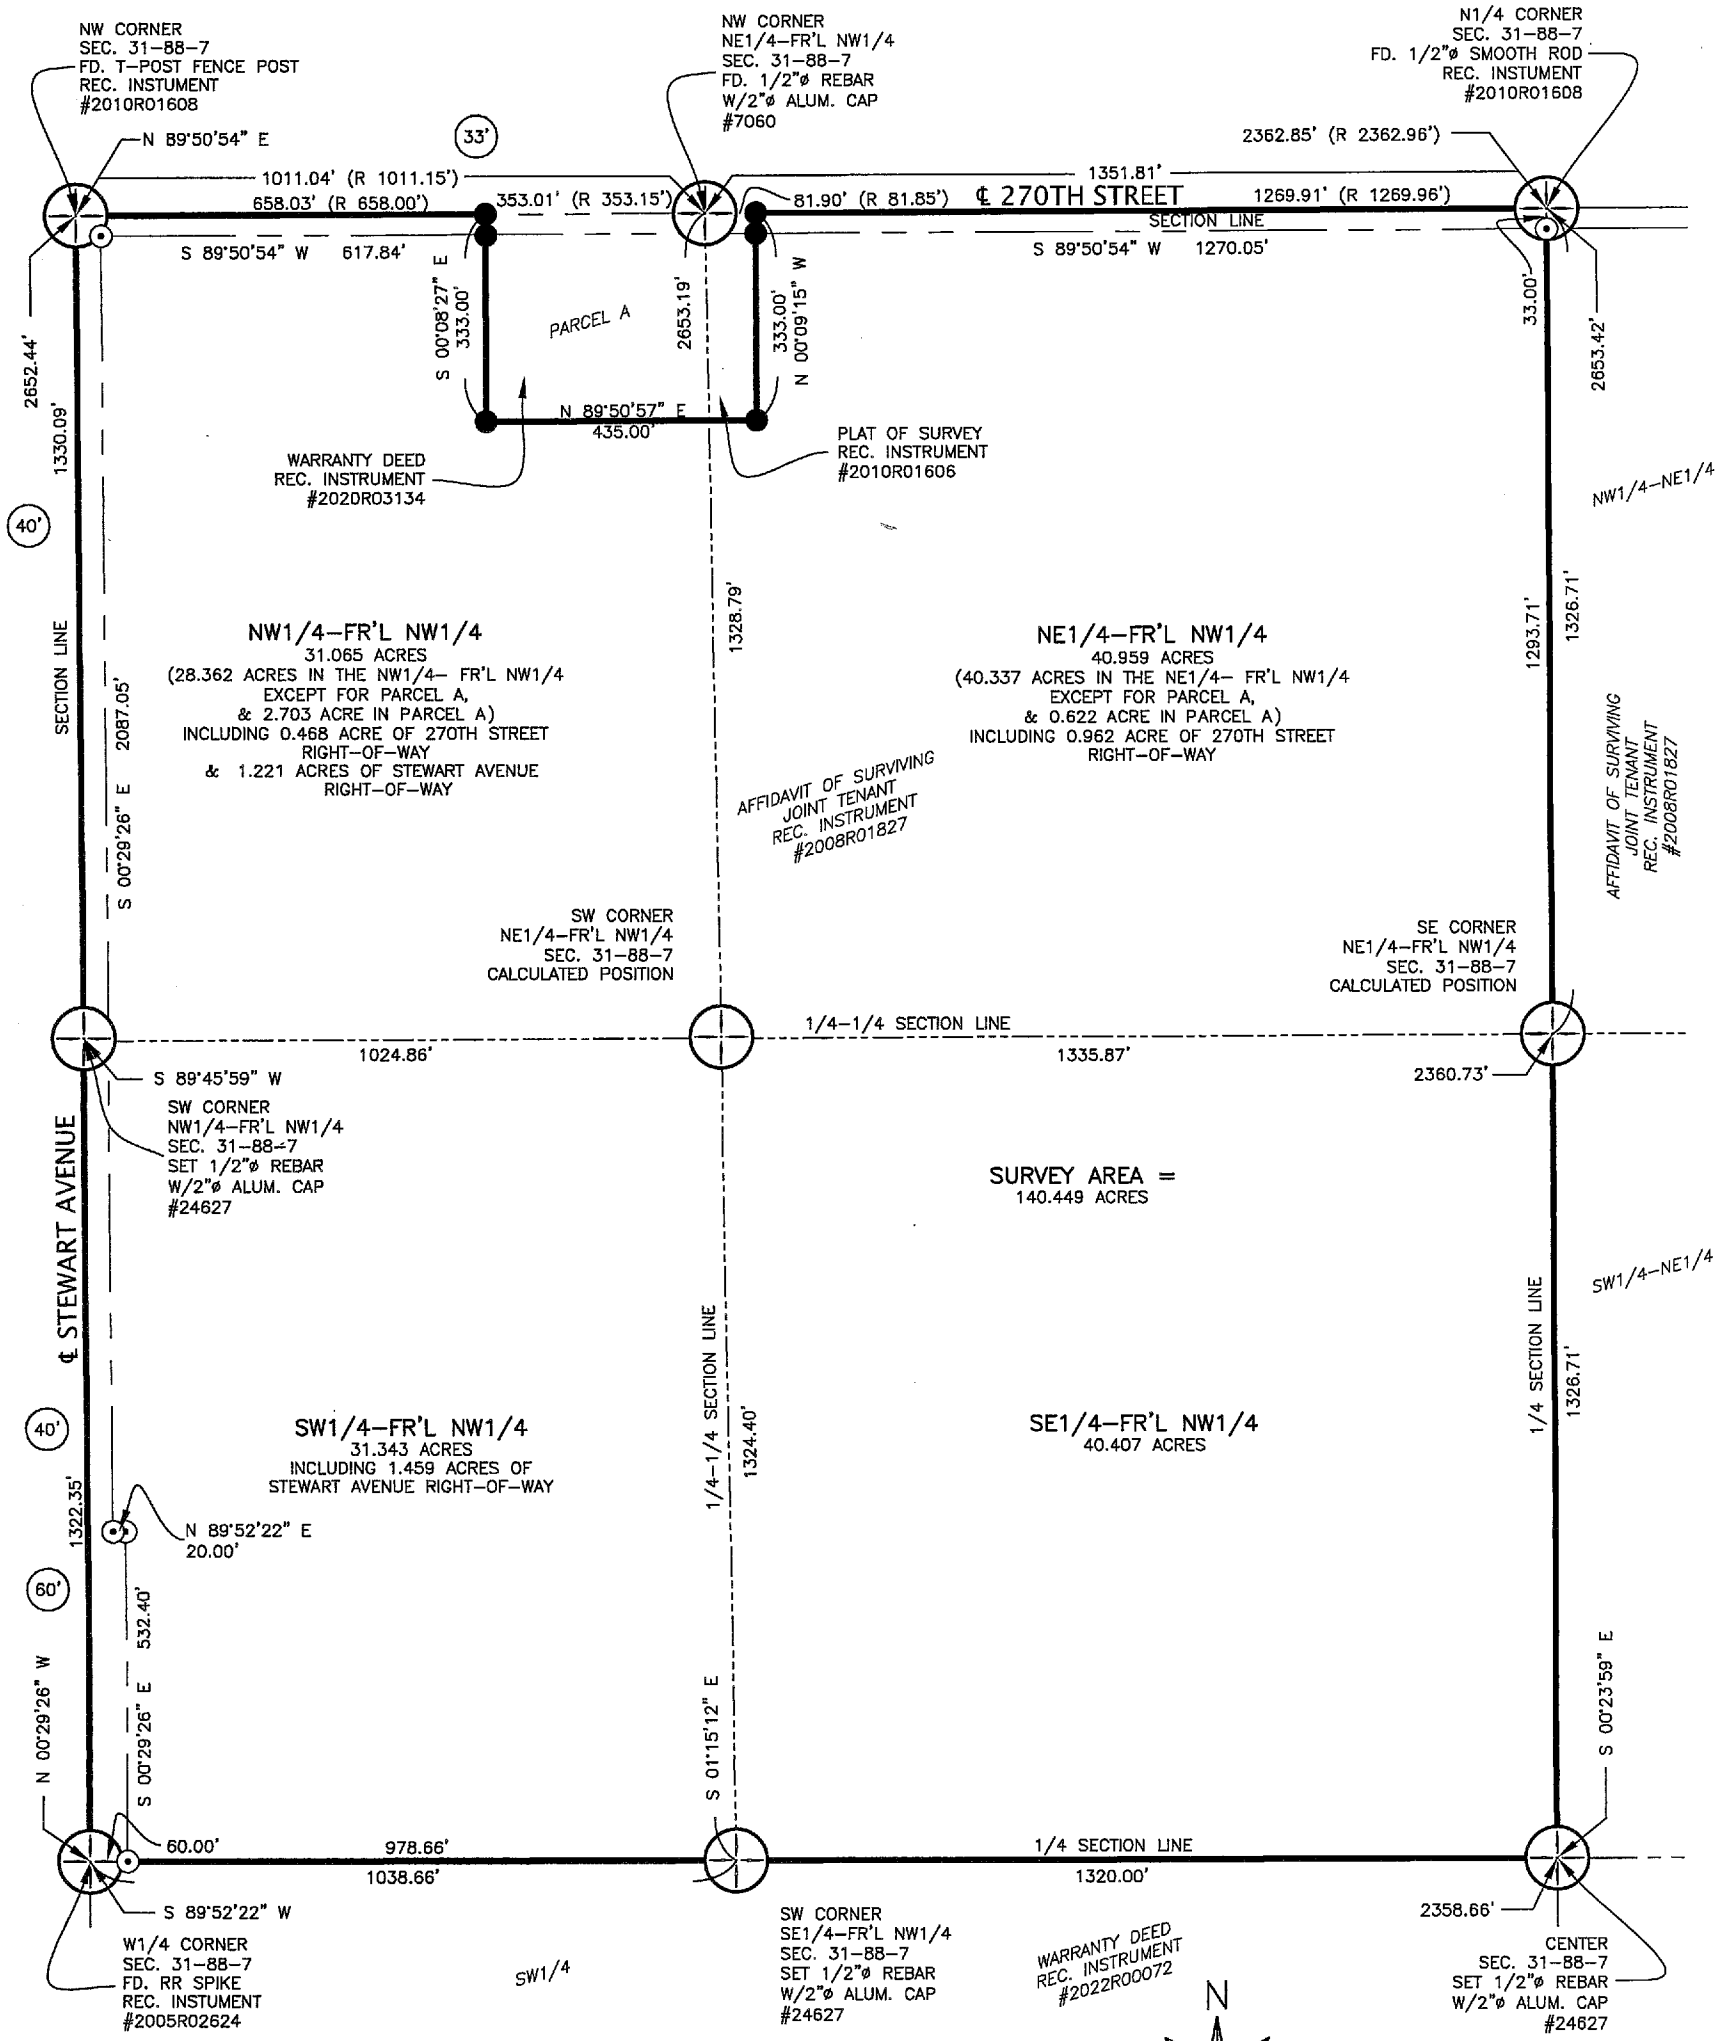 NW CORNER
SEC. 31-88-7
FD. T-POST FENCE POST
REC. INSTUMENT
#2010R01608
NW CORNER
NE1/4-FR'L NW1/4
SEC. 31-88-7
FD. 1/2"ø REBAR
W/2"ø ALUM. CAP
#7060
N1/4 CORNER
SEC. 31-88-7
FD. 1/2"ø SMOOTH ROD
REC. INSTUMENT
#2010R01608
N 89°50'54" E
33'
2362.85' (R 2362.96')
1011.04' (R 1011.15')
1351.81'
658.03' (R 658.00')
353.01' (R 353.15')
81.90' (R 81.85')
℄ 270TH STREET
1269.91' (R 1269.96')
SECTION LINE
S 89°50'54" W 617.84'
S 89°50'54" W 1270.05'
2652.44'
1330.09'
S 00°08'27" E
333.00'
PARCEL A
2653.19'
333.00'
N 00°09'15" W
33.00'
2653.42'
N 89°50'57" E
435.00'
WARRANTY DEED
REC. INSTRUMENT
#2020R03134
PLAT OF SURVEY
REC. INSTRUMENT
#2010R01606
NW1/4-NE1/4
40'
SECTION LINE
S 00°29'26" E 2087.05'
1328.79'
1293.71'
1326.71'
NW1/4-FR'L NW1/4
31.065 ACRES
(28.362 ACRES IN THE NW1/4- FR'L NW1/4
EXCEPT FOR PARCEL A,
& 2.703 ACRE IN PARCEL A)
INCLUDING 0.468 ACRE OF 270TH STREET
RIGHT-OF-WAY
& 1.221 ACRES OF STEWART AVENUE
RIGHT-OF-WAY
NE1/4-FR'L NW1/4
40.959 ACRES
(40.337 ACRES IN THE NE1/4- FR'L NW1/4
EXCEPT FOR PARCEL A,
& 0.622 ACRE IN PARCEL A)
INCLUDING 0.962 ACRE OF 270TH STREET
RIGHT-OF-WAY
AFFIDAVIT OF SURVIVING
JOINT TENANT
REC. INSTRUMENT
#2008R01827
AFFIDAVIT OF SURVIVING
JOINT TENANT
REC. INSTRUMENT
#2008R01827
SW CORNER
NE1/4-FR'L NW1/4
SEC. 31-88-7
CALCULATED POSITION
SE CORNER
NE1/4-FR'L NW1/4
SEC. 31-88-7
CALCULATED POSITION
1/4-1/4 SECTION LINE
1024.86'
1335.87'
S 89°45'59" W
2360.73'
SW CORNER
NW1/4-FR'L NW1/4
SEC. 31-88-7
SET 1/2"ø REBAR
W/2"ø ALUM. CAP
#24627
℄ STEWART AVENUE
SURVEY AREA =
140.449 ACRES
SW1/4-NE1/4
1/4-1/4 SECTION LINE
1324.40'
1/4 SECTION LINE
1326.71'
40'
1322.35'
SW1/4-FR'L NW1/4
31.343 ACRES
INCLUDING 1.459 ACRES OF
STEWART AVENUE RIGHT-OF-WAY
SE1/4-FR'L NW1/4
40.407 ACRES
N 89°52'22" E
20.00'
60'
N 00°29'26" W
S 00°29'26" E 532.40'
S 01°15'12" E
S 00°23'59" E
60.00'
978.66'
1038.66'
1/4 SECTION LINE
1320.00'
S 89°52'22" W
2358.66'
W1/4 CORNER
SEC. 31-88-7
FD. RR SPIKE
REC. INSTUMENT
#2005R02624
SW1/4
SW CORNER
SE1/4-FR'L NW1/4
SEC. 31-88-7
SET 1/2"ø REBAR
W/2"ø ALUM. CAP
#24627
WARRANTY DEED
REC. INSTRUMENT
#2022R00072
N
CENTER
SEC. 31-88-7
SET 1/2"ø REBAR
W/2"ø ALUM. CAP
#24627